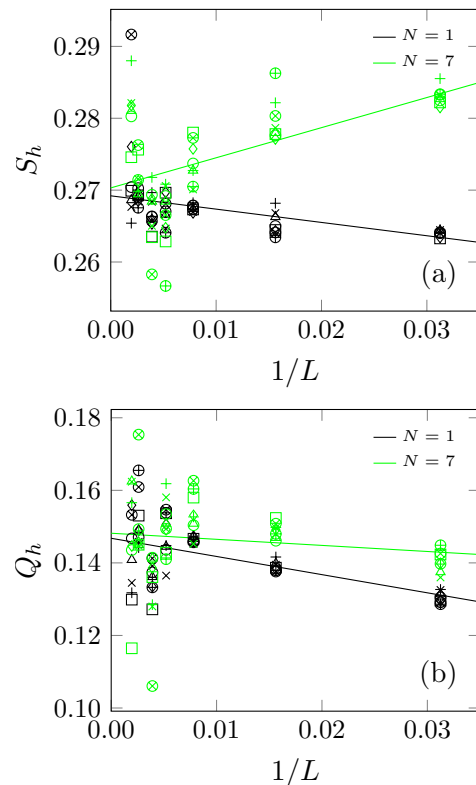 0.29
0.28
0.27
0.26
S_h
N = 1
N = 7
(a)
0.00 0.01 0.02 0.03
1/L
0.18
0.16
0.14
0.12
0.10
Q_h
N = 1
N = 7
(b)
0.00 0.01 0.02 0.03
1/L